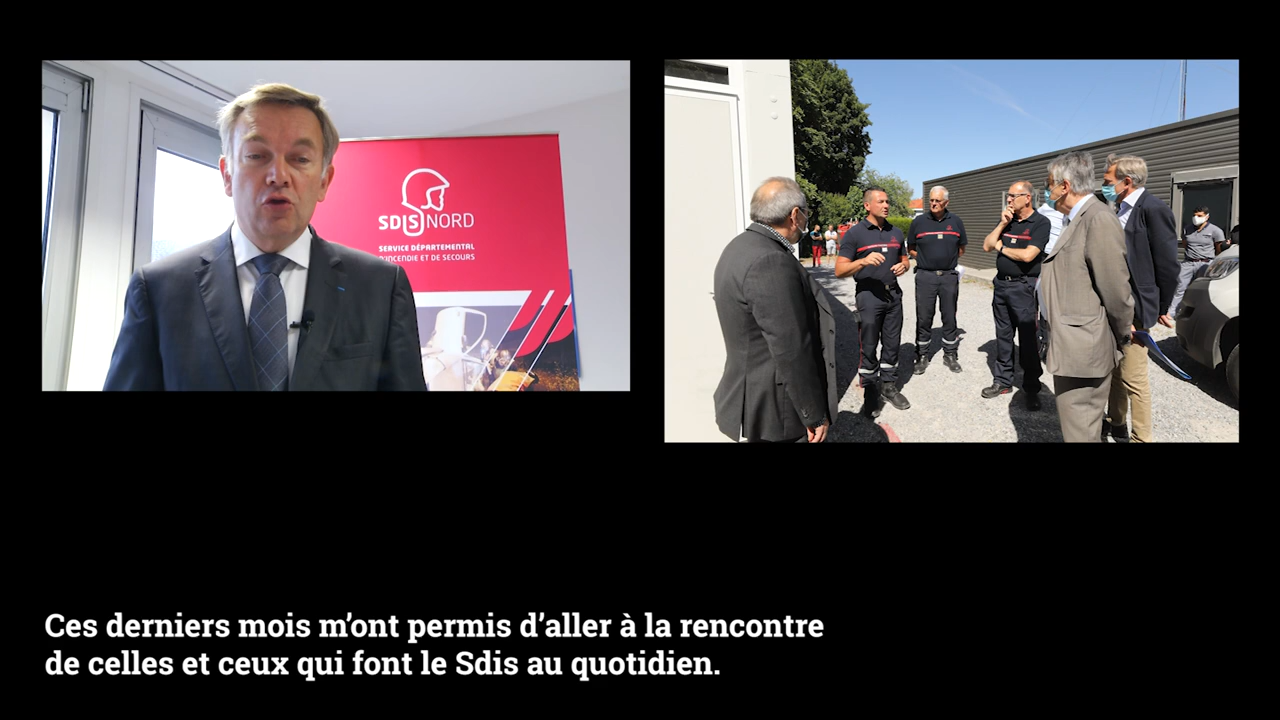 SDIS NORD
SERVICE DÉPARTEMENTAL
D'INCENDIE ET DE SECOURS
Ces derniers mois m’ont permis d’aller à la rencontre
de celles et ceux qui font le Sdis au quotidien.